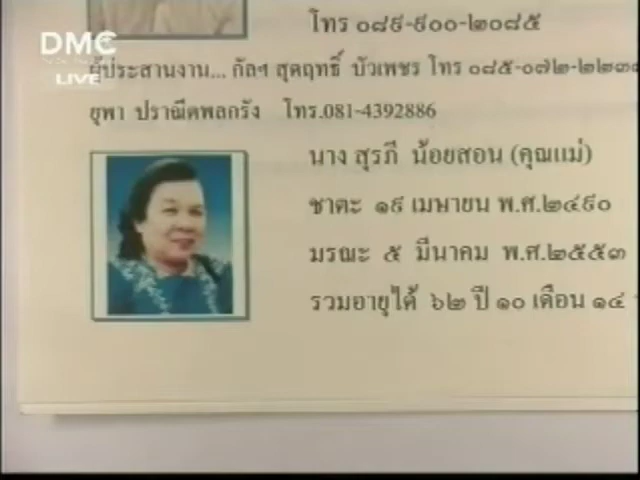 DMC
LIVE
โทร ๐๘๙-๙๐๐-๒๐๘๕
ผู้ประสานงาน... กัลฯ สุดฤทธิ์ บัวเพชร โทร ๐๘๕-๐๗๒-๒๒๓๘
ยุพา ปราณีตพลกรัง โทร.081-4392886
นาง สุรภี น้อยสอน (คุณแม่)
ชาตะ ๑๙ เมษายน พ.ศ.๒๔๙๐
มรณะ ๕ มีนาคม พ.ศ.๒๕๕๓
รวมอายุได้ ๖๒ ปี ๑๐ เดือน ๑๔